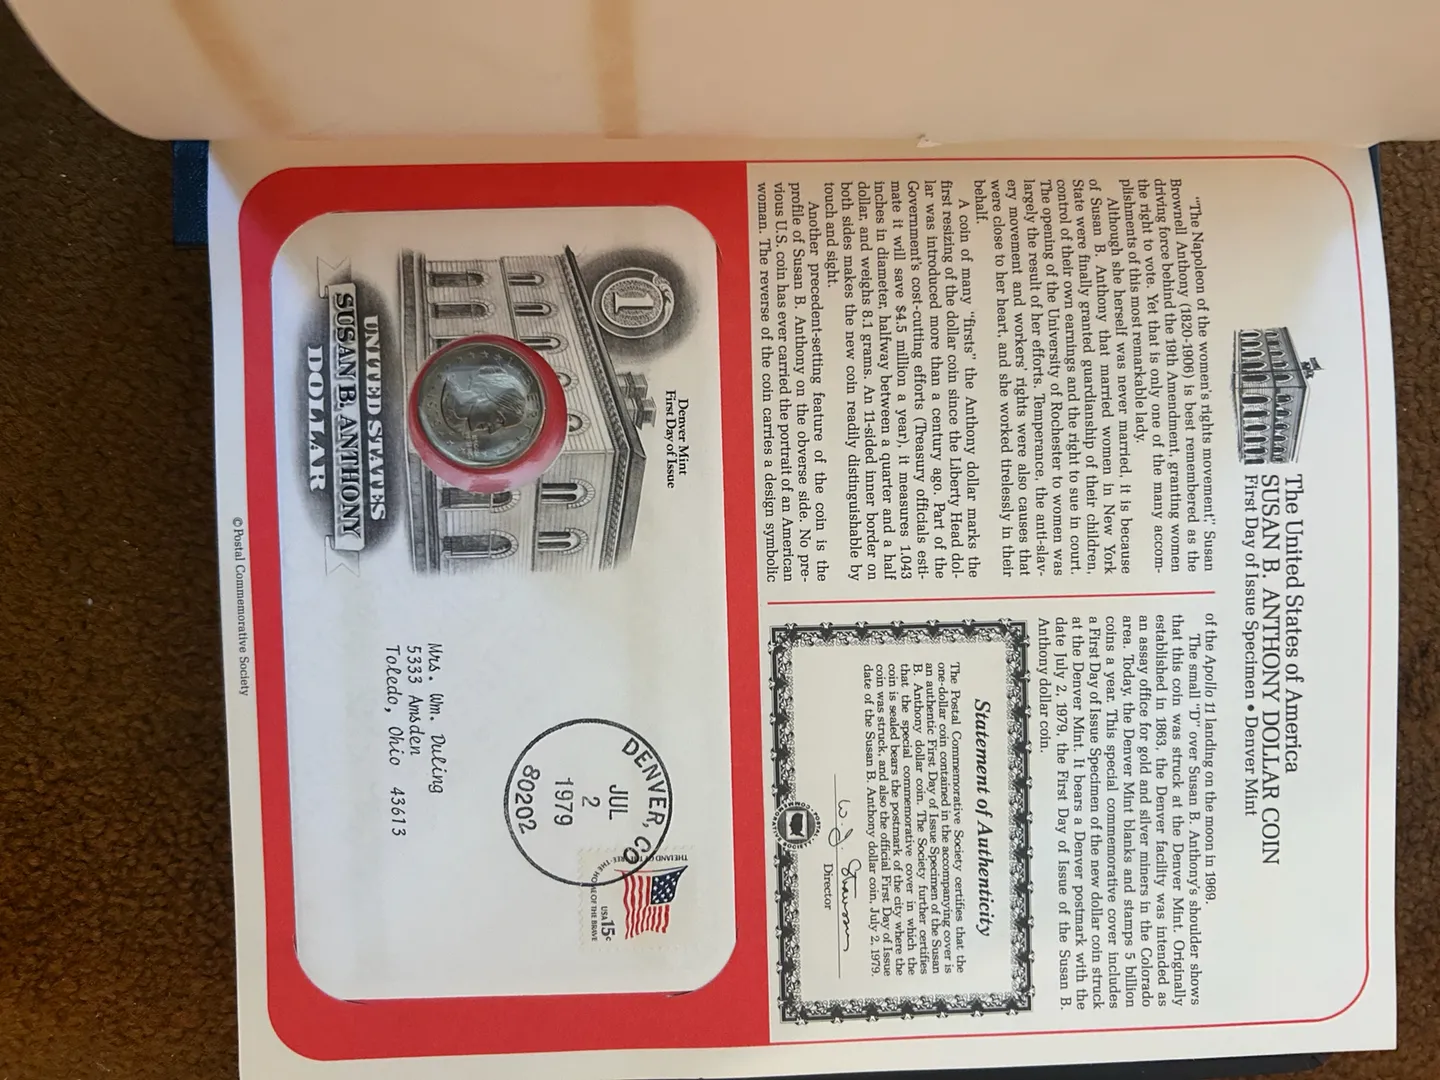 The United States of America
SUSAN B. ANTHONY DOLLAR COIN
First Day of Issue Specimen • Denver Mint
"The Napoleon of the women's rights movement," Susan
Brownell Anthony (1820-1906) is best remembered as the
driving force behind the 19th Amendment, granting women
the right to vote. Yet that is only one of the many accom-
plishments of this most remarkable lady.
Although she herself was never married, it is because
of Susan B. Anthony that married women in New York
State were finally granted guardianship of their children,
control of their own earnings and the right to sue in court.
The opening of the University of Rochester to women was
largely the result of her efforts. Temperance, the anti-slav-
ery movement and workers' rights were also causes that
were close to her heart, and she worked tirelessly in their
behalf.
A coin of many "firsts" the Anthony dollar marks the
first resizing of the dollar coin since the Liberty Head dol-
lar was introduced more than a century ago. Part of the
Government's cost-cutting efforts (Treasury officials esti-
mate it will save $4.5 million a year), it measures 1.043
inches in diameter, halfway between a quarter and a half
dollar, and weighs 8.1 grams. An 11-sided inner border on
both sides makes the new coin readily distinguishable by
touch and sight.
Another precedent-setting feature of the coin is the
profile of Susan B. Anthony on the obverse side. No pre-
vious U.S. coin has ever carried the portrait of an American
woman. The reverse of the coin carries a design symbolic
of the Apollo 11 landing on the moon in 1969.
The small "D" over Susan B. Anthony's shoulder shows
that this coin was struck at the Denver Mint. Originally
established in 1863, the Denver facility was intended as
an assay office for gold and silver miners in the Colorado
area. Today, the Denver Mint blanks and stamps 5 billion
coins a year. This special commemorative cover includes
a First Day of Issue Specimen of the new dollar coin struck
at the Denver Mint. It bears a Denver postmark with the
date July 2, 1979, the First Day of Issue of the Susan B.
Anthony dollar coin.
Statement of Authenticity
The Postal Commemorative Society certifies that the
one-dollar coin contained in the accompanying cover is
an authentic First Day of Issue Specimen of the Susan
B. Anthony dollar coin. The Society further certifies
that the special commemorative cover in which the
coin is sealed bears the postmark of the city where the
coin was struck, and also the official First Day of Issue
date of the Susan B. Anthony dollar coin, July 2, 1979.
Director
Denver Mint
First Day of Issue
1
UNITED STATES
SUSAN B. ANTHONY
DOLLAR
DENVER, CO
JUL
2
1979
80202
THE LAND OF THE FREE, THE HOME OF THE BRAVE
USA 15c
Mrs. Wm. Duling
5333 Amsden
Toledo, Ohio 43613
© Postal Commemorative Society